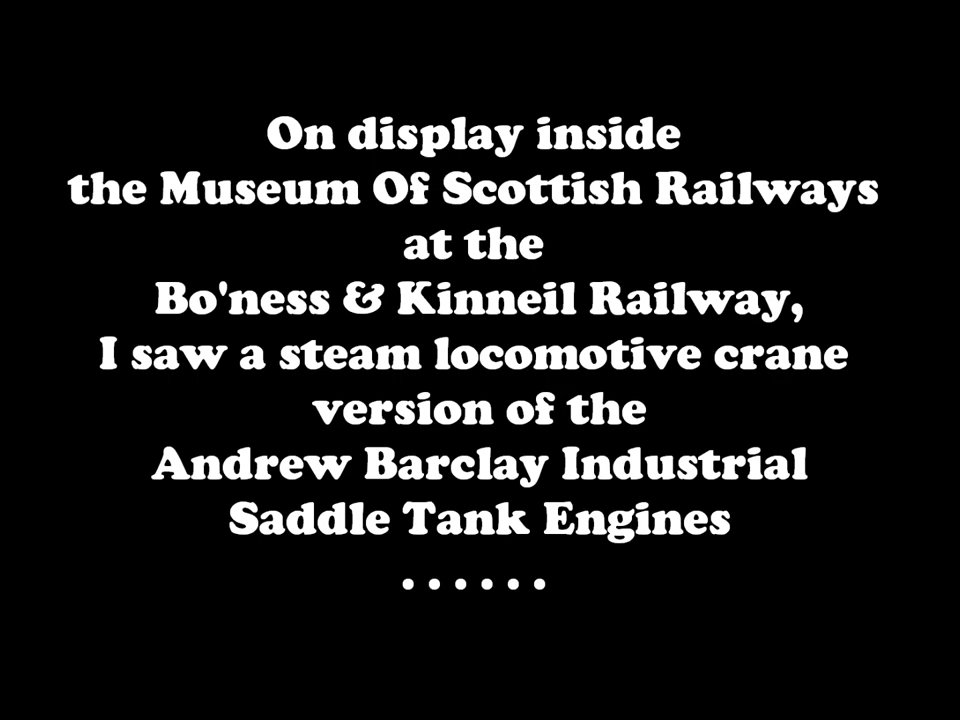 On display inside
the Museum Of Scottish Railways
at the
Bo'ness & Kinneil Railway,
I saw a steam locomotive crane
version of the
Andrew Barclay Industrial
Saddle Tank Engines
. . . . . .